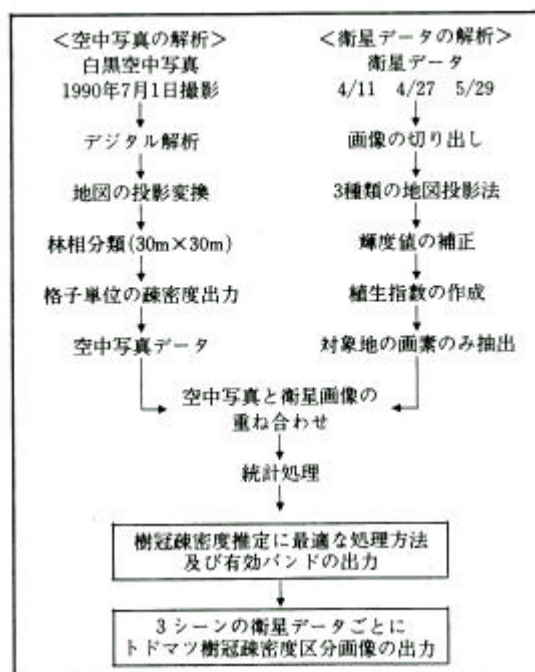 <空中写真の解析>
白黒空中写真
1990年7月1日撮影
デジタル解析
地図の投影変換
林相分類(30m×30m)
格子単位の疎密度出力
空中写真データ
<衛星データの解析>
衛星データ
4/11 4/27 5/29
画像の切り出し
3種類の地図投影法
輝度値の補正
植生指数の作成
対象地の画素のみ抽出
空中写真と衛星画像の
重ね合わせ
統計処理
樹冠疎密度推定に最適な処理方法
及び有効バンドの出力
3シーンの衛星データごとに
トドマツ樹冠疎密度区分画像の出力